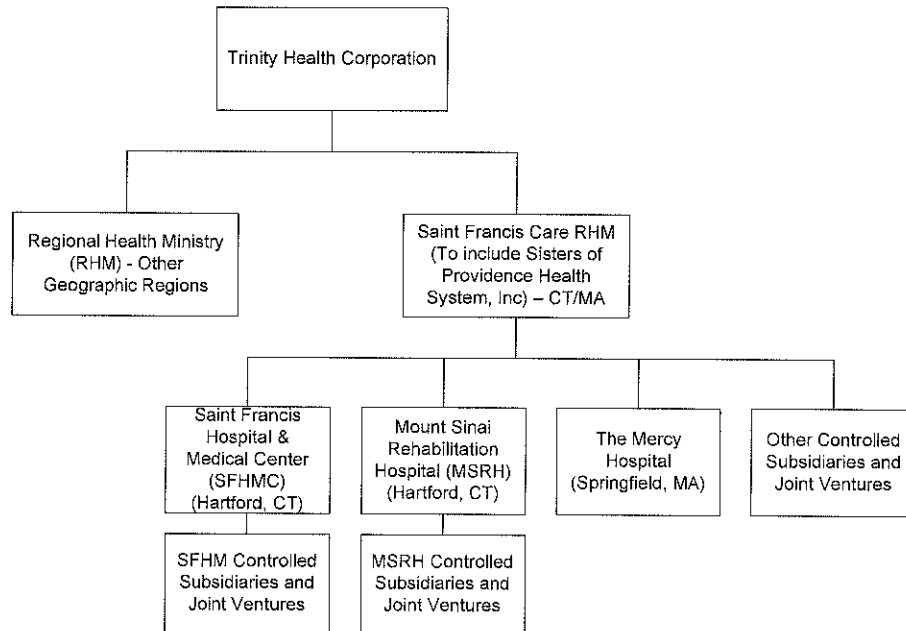 Trinity Health Corporation
Regional Health Ministry
(RHM) - Other
Geographic Regions
Saint Francis Care RHM
(To include Sisters of
Providence Health
System, Inc) – CT/MA
Saint Francis
Hospital &
Medical Center
(SFHMC)
(Hartford, CT)
Mount Sinai
Rehabilitation
Hospital (MSRH)
(Hartford, CT)
The Mercy
Hospital
(Springfield, MA)
Other Controlled
Subsidiaries and
Joint Ventures
SFHM Controlled
Subsidiaries and
Joint Ventures
MSRH Controlled
Subsidiaries and
Joint Ventures